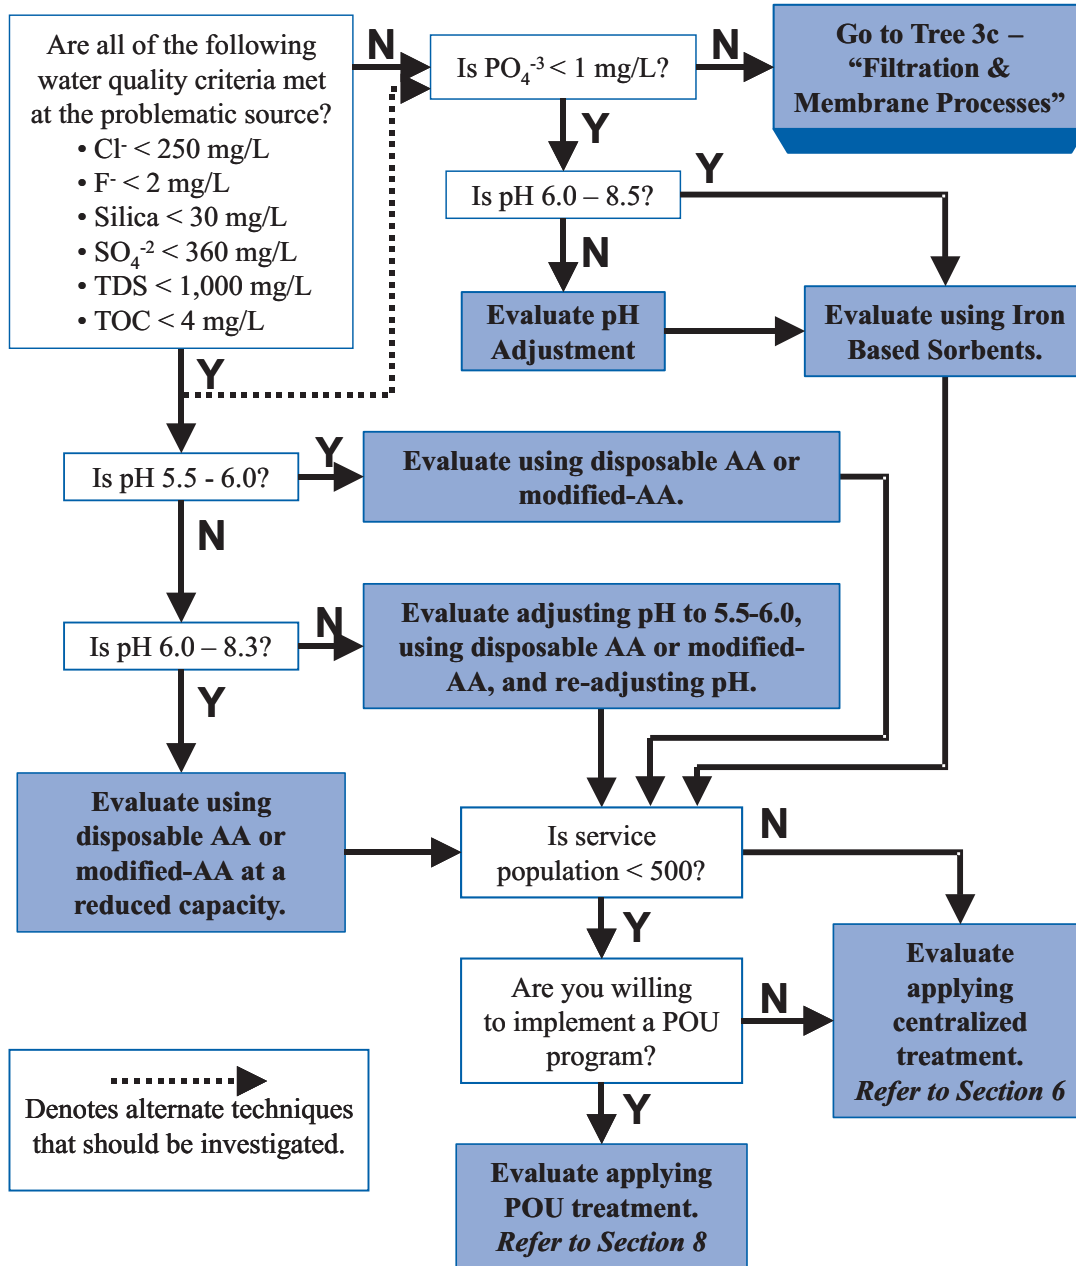 Are all of the following
water quality criteria met
at the problematic source?
• Cl- < 250 mg/L
• F- < 2 mg/L
• Silica < 30 mg/L
• SO4-2 < 360 mg/L
• TDS < 1,000 mg/L
• TOC < 4 mg/L
N
Is PO4-3 < 1 mg/L?
N
Go to Tree 3c –
“Filtration &
Membrane Processes”
Y
Is pH 6.0 – 8.5?
Y
N
Evaluate pH
Adjustment
Evaluate using Iron
Based Sorbents.
Y
Is pH 5.5 - 6.0?
Y
Evaluate using disposable AA or
modified-AA.
N
Is pH 6.0 – 8.3?
N
Evaluate adjusting pH to 5.5-6.0,
using disposable AA or modified-
AA, and re-adjusting pH.
Y
Evaluate using
disposable AA or
modified-AA at a
reduced capacity.
Is service
population < 500?
N
Y
Are you willing
to implement a POU
program?
N
Evaluate
applying
centralized
treatment.
Refer to Section 6
Y
Evaluate applying
POU treatment.
Refer to Section 8
Denotes alternate techniques
that should be investigated.